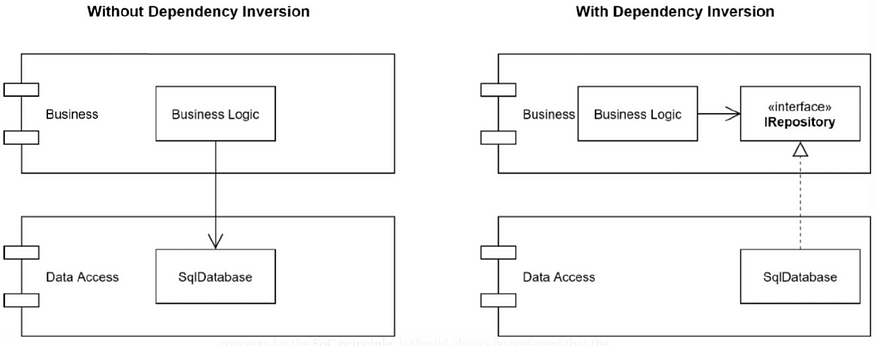 Without Dependency Inversion
Business
Business Logic
Data Access
SqlDatabase
With Dependency Inversion
Business
Business Logic
«interface»
IRepository
Data Access
SqlDatabase